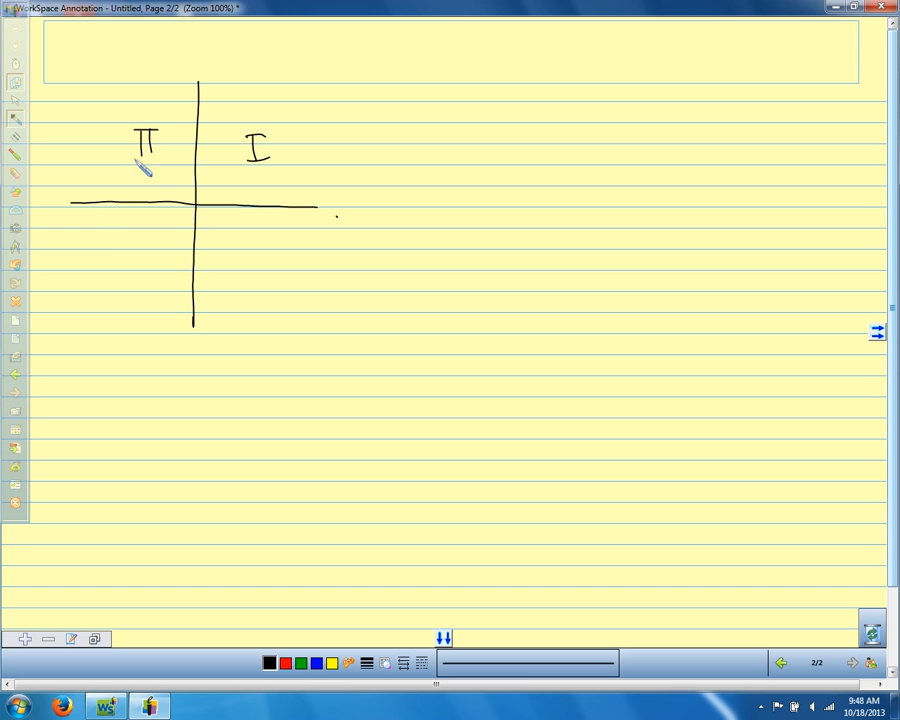 WorkSpace Annotation - Untitled, Page 2/2 (Zoom 100%) *
II I
2/2
9:48 AM
10/18/2013